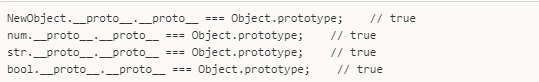 NewObject.__proto__.__proto__ === Object.prototype;    // true
num.__proto__.__proto__ === Object.prototype;    // true
str.__proto__.__proto__ === Object.prototype;    // true
bool.__proto__.__proto__ === Object.prototype;    // true